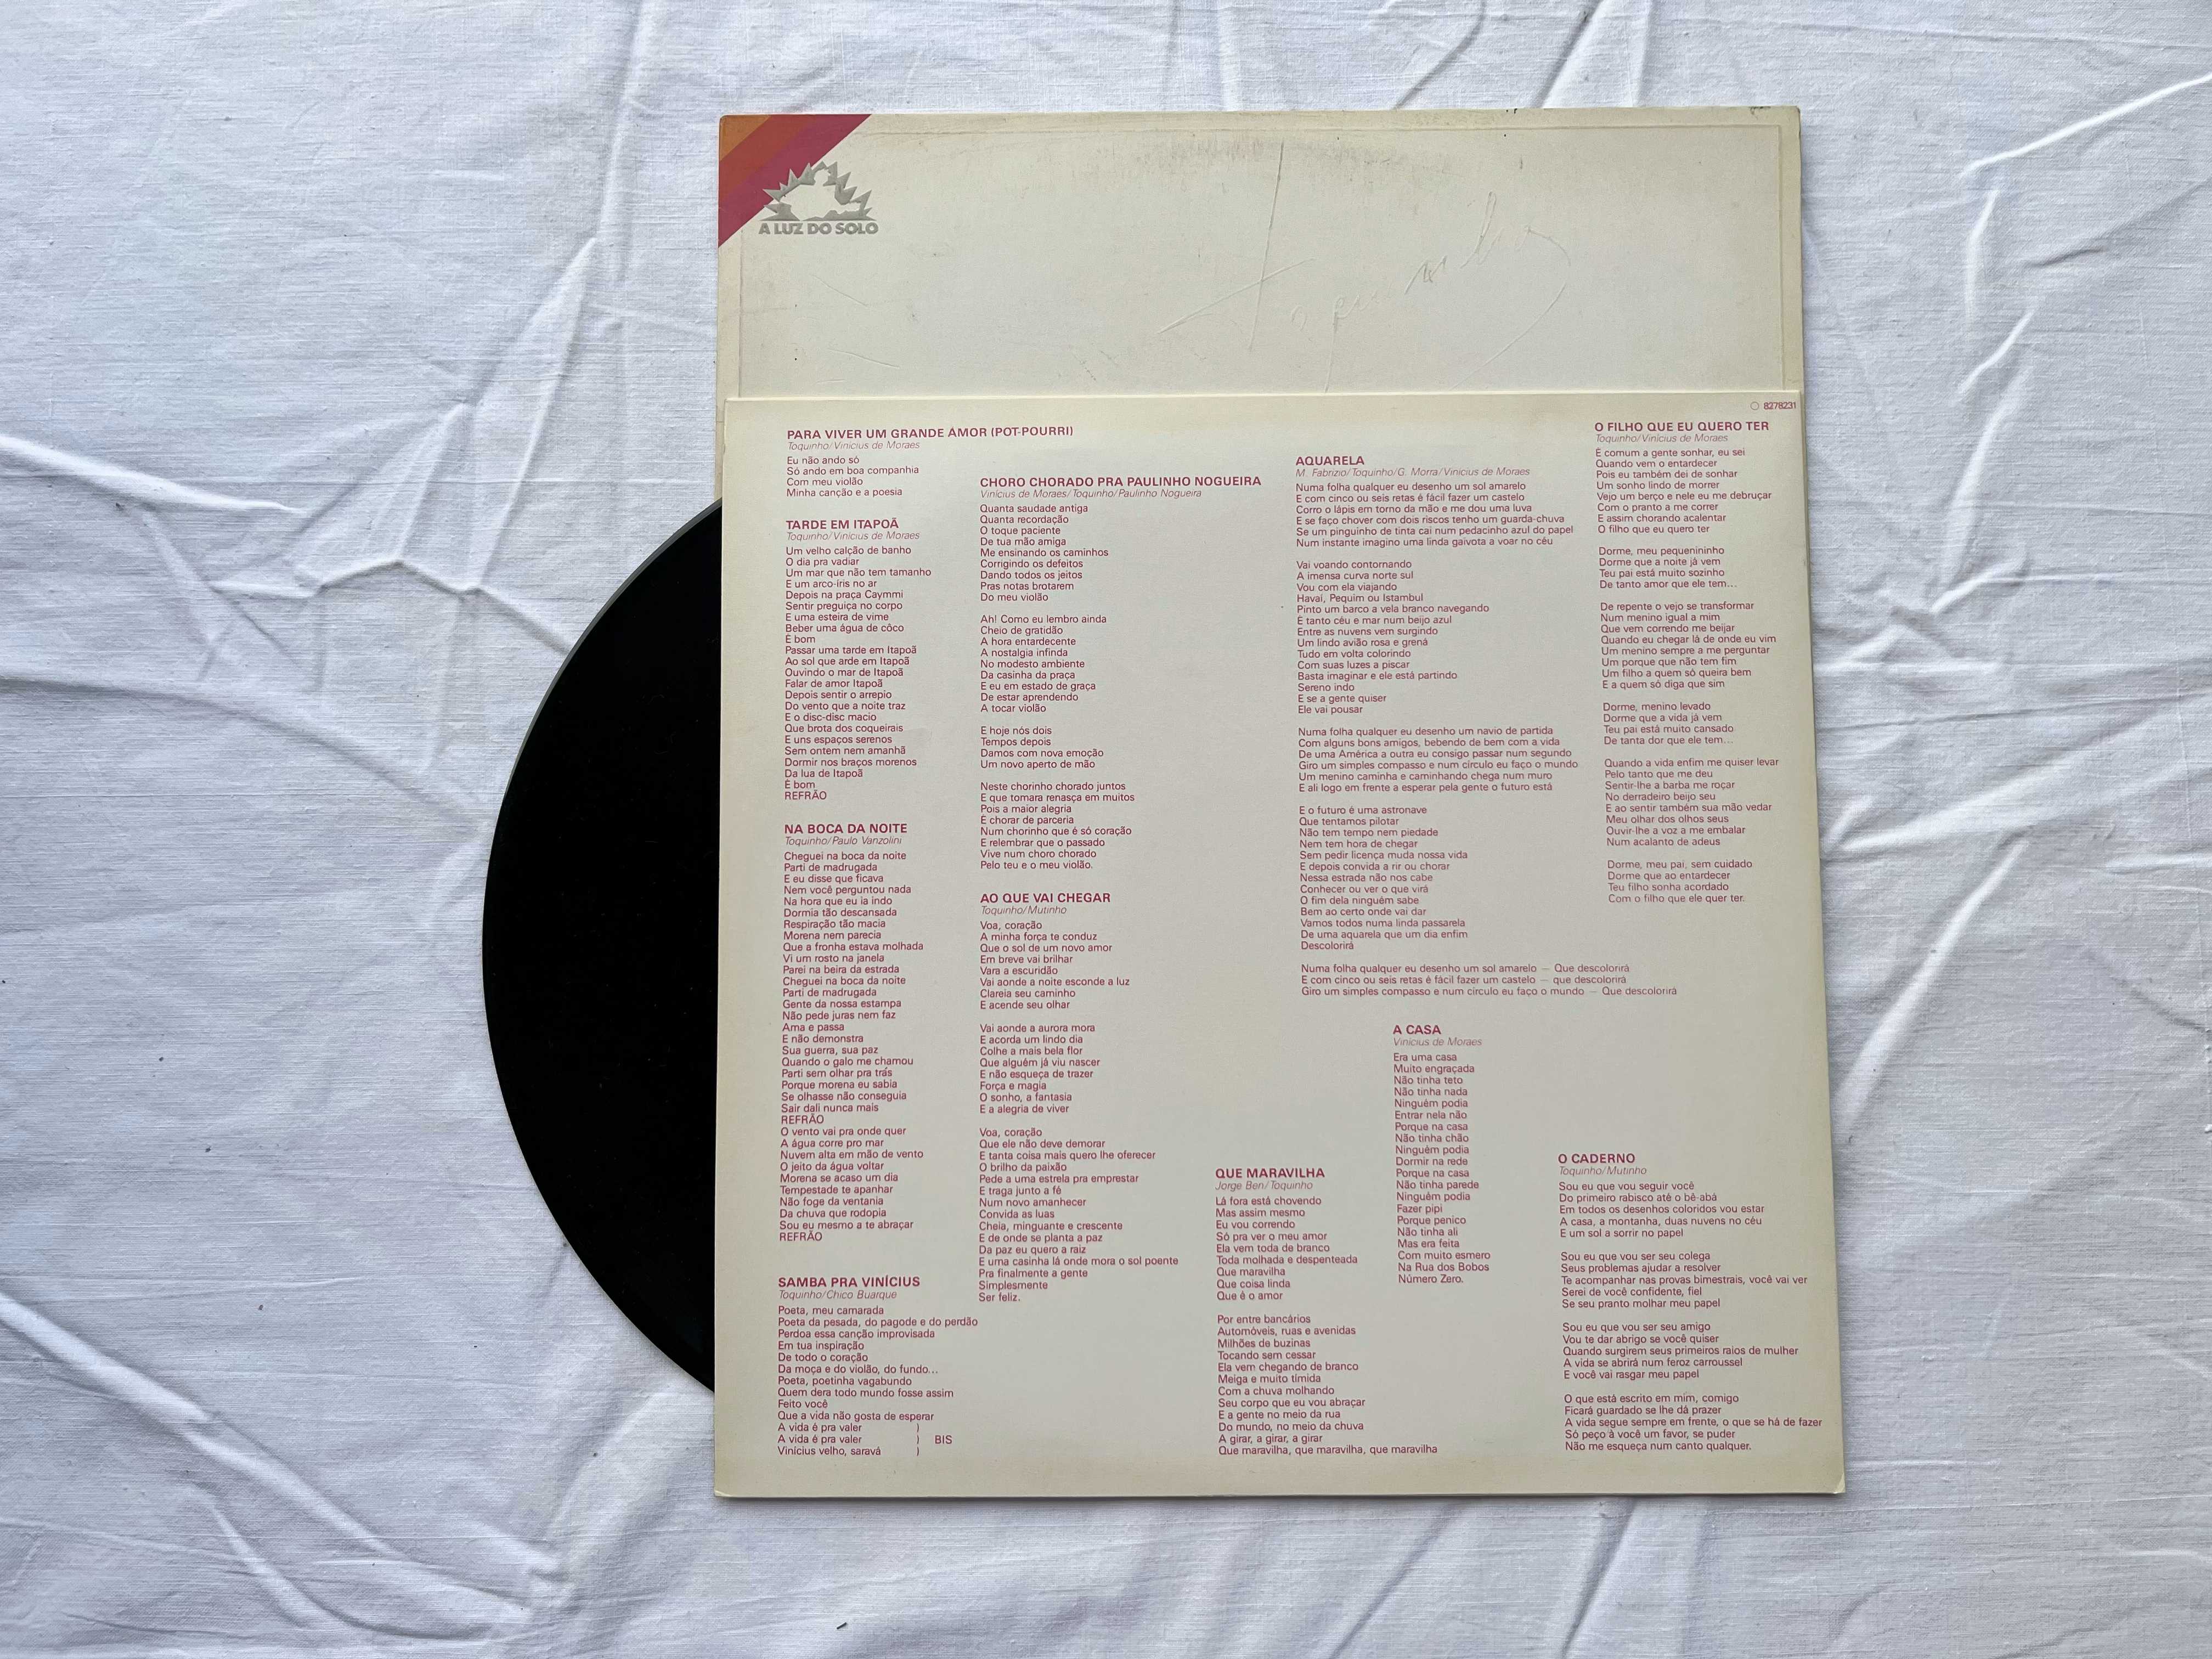 A LUZ DO SOLO
Toquinho
8278231
PARA VIVER UM GRANDE AMOR (POT-POURRI)
Toquinho/Vinícius de Moraes
Eu não ando só
Só ando em boa companhia
Com meu violão
Minha canção e a poesia
TARDE EM ITAPOÃ
Toquinho/Vinícius de Moraes
Um velho calção de banho
O dia pra vadiar
Um mar que não tem tamanho
E um arco-íris no ar
Depois na praça Caymmi
Sentir preguiça no corpo
E uma esteira de vime
Beber uma água de côco
É bom
Passar uma tarde em Itapoã
Ao sol que arde em Itapoã
Ouvindo o mar de Itapoã
Falar de amor Itapoã
Depois sentir o arrepio
Do vento que a noite traz
E o disc-disc macio
Que brota dos coqueirais
E uns espaços serenos
Sem ontem nem amanhã
Dormir nos braços morenos
Da lua de Itapoã
É bom
REFRÃO
NA BOCA DA NOITE
Toquinho/Paulo Vanzolini
Cheguei na boca da noite
Parti de madrugada
E eu disse que ficava
Nem você perguntou nada
Na hora que eu ia indo
Dormia tão descansada
Respiração tão macia
Morena nem parecia
Que a fronha estava molhada
Vi um rosto na janela
Parei na beira da estrada
Cheguei na boca da noite
Parti de madrugada
Gente da nossa estampa
Não pede juras nem faz
Ama e passa
E não demonstra
Sua guerra, sua paz
Quando o galo me chamou
Parti sem olhar pra trás
Porque morena eu sabia
Se olhasse não conseguia
Sair dali nunca mais
REFRÃO
O vento vai pra onde quer
A água corre pro mar
Nuvem alta em mão de vento
O jeito da água voltar
Morena se acaso um dia
Tempestade te apanhar
Não foge da ventania
Da chuva que rodopia
Sou eu mesmo a te abraçar
REFRÃO
SAMBA PRA VINÍCIUS
Toquinho/Chico Buarque
Poeta, meu camarada
Poeta da pesada, do pagode e do perdão
Perdoa essa canção improvisada
Em tua inspiração
De todo o coração
Da moça e do violão, do fundo...
Poeta, poetinha vagabundo
Quem dera todo mundo fosse assim
Feito você
Que a vida não gosta de esperar
A vida é pra valer )
A vida é pra valer ) BIS
Vinícius velho, saravá )
CHORO CHORADO PRA PAULINHO NOGUEIRA
Vinícius de Moraes/Toquinho/Paulinho Nogueira
Quanta saudade antiga
Quanta recordação
O toque paciente
De tua mão amiga
Me ensinando os caminhos
Corrigindo os defeitos
Dando todos os jeitos
Pras notas brotarem
Do meu violão
Ah! Como eu lembro ainda
Cheio de gratidão
A hora entardecente
A nostalgia infinda
No modesto ambiente
Da casinha da praça
E eu em estado de graça
De estar aprendendo
A tocar violão
E hoje nós dois
Tempos depois
Damos com nova emoção
Um novo aperto de mão
Neste chorinho chorado juntos
E que tomara renasça em muitos
Pois a maior alegria
É chorar de parceria
Num chorinho que é só coração
E relembrar que o passado
Vive num choro chorado
Pelo teu e o meu violão.
AO QUE VAI CHEGAR
Toquinho/Mutinho
Voa, coração
A minha força te conduz
Que o sol de um novo amor
Em breve vai brilhar
Vara a escuridão
Vai aonde a noite esconde a luz
Clareia seu caminho
E acende seu olhar
Vai aonde a aurora mora
E acorda um lindo dia
Colhe a mais bela flor
Que alguém já viu nascer
E não esqueça de trazer
Força e magia
O sonho, a fantasia
E a alegria de viver
Voa, coração
Que ele não deve demorar
E tanta coisa mais quero lhe oferecer
O brilho da paixão
Pede a uma estrela pra emprestar
E traga junto a fé
Num novo amanhecer
Convida as luas
Cheia, minguante e crescente
E de onde se planta a paz
Da paz eu quero a raiz
E uma casinha lá onde mora o sol poente
Pra finalmente a gente
Simplesmente
Ser feliz.
AQUARELA
M. Fabrizio/Toquinho/G. Morra/Vinicius de Moraes
Numa folha qualquer eu desenho um sol amarelo
E com cinco ou seis retas é fácil fazer um castelo
Corro o lápis em torno da mão e me dou uma luva
E se faço chover com dois riscos tenho um guarda-chuva
Se um pinguinho de tinta cai num pedacinho azul do papel
Num instante imagino uma linda gaivota a voar no céu
Vai voando contornando
A imensa curva norte sul
Vou com ela viajando
Havaí, Pequim ou Istambul
Pinto um barco a vela branco navegando
É tanto céu e mar num beijo azul
Entre as nuvens vem surgindo
Um lindo avião rosa e grená
Tudo em volta colorindo
Com suas luzes a piscar
Basta imaginar e ele está partindo
Sereno indo
E se a gente quiser
Ele vai pousar
Numa folha qualquer eu desenho um navio de partida
Com alguns bons amigos, bebendo de bem com a vida
De uma América a outra eu consigo passar num segundo
Giro um simples compasso e num círculo eu faço o mundo
Um menino caminha e caminhando chega num muro
E ali logo em frente a esperar pela gente o futuro está
E o futuro é uma astronave
Que tentamos pilotar
Não tem tempo nem piedade
Nem tem hora de chegar
Sem pedir licença muda nossa vida
E depois convida a rir ou chorar
Nessa estrada não nos cabe
Conhecer ou ver o que virá
O fim dela ninguém sabe
Bem ao certo onde vai dar
Vamos todos numa linda passarela
De uma aquarela que um dia enfim
Descolorirá
Numa folha qualquer eu desenho um sol amarelo — Que descolorirá
E com cinco ou seis retas é fácil fazer um castelo — que descolorirá
Giro um simples compasso e num círculo eu faço o mundo — Que descolorirá
QUE MARAVILHA
Jorge Ben/Toquinho
Lá fora está chovendo
Mas assim mesmo
Eu vou correndo
Só pra ver o meu amor
Ela vem toda de branco
Toda molhada e despenteada
Que maravilha
Que coisa linda
Que é o amor
Por entre bancários
Automóveis, ruas e avenidas
Milhões de buzinas
Tocando sem cessar
Ela vem chegando de branco
Meiga e muito tímida
Com a chuva molhando
Seu corpo que eu vou abraçar
E a gente no meio da rua
Do mundo, no meio da chuva
A girar, a girar, a girar
Que maravilha, que maravilha, que maravilha
A CASA
Vinícius de Moraes
Era uma casa
Muito engraçada
Não tinha teto
Não tinha nada
Ninguém podia
Entrar nela não
Porque na casa
Não tinha chão
Ninguém podia
Dormir na rede
Porque na casa
Não tinha parede
Ninguém podia
Fazer pipi
Porque penico
Não tinha ali
Mas era feita
Com muito esmero
Na Rua dos Bobos
Número Zero.
O FILHO QUE EU QUERO TER
Toquinho/Vinícius de Moraes
É comum a gente sonhar, eu sei
Quando vem o entardecer
Pois eu também dei de sonhar
Um sonho lindo de morrer
Vejo um berço e nele eu me debruçar
Com o pranto a me correr
E assim chorando acalentar
O filho que eu quero ter
Dorme, meu pequenininho
Dorme que a noite já vem
Teu pai está muito sozinho
De tanto amor que ele tem...
De repente o vejo se transformar
Num menino igual a mim
Que vem correndo me beijar
Quando eu chegar lá de onde eu vim
Um menino sempre a me perguntar
Um porque que não tem fim
Um filho a quem só queira bem
E a quem só diga que sim
Dorme, menino levado
Dorme que a vida já vem
Teu pai está muito cansado
De tanta dor que ele tem...
Quando a vida enfim me quiser levar
Pelo tanto que me deu
Sentir-lhe a barba me roçar
No derradeiro beijo seu
E ao sentir também sua mão vedar
Meu olhar dos olhos seus
Ouvir-lhe a voz a me embalar
Num acalanto de adeus
Dorme, meu pai, sem cuidado
Dorme que ao entardecer
Teu filho sonha acordado
Com o filho que ele quer ter.
O CADERNO
Toquinho/Mutinho
Sou eu que vou seguir você
Do primeiro rabisco até o bê-abá
Em todos os desenhos coloridos vou estar
A casa, a montanha, duas nuvens no céu
E um sol a sorrir no papel
Sou eu que vou ser seu colega
Seus problemas ajudar a resolver
Te acompanhar nas provas bimestrais, você vai ver
Serei de você confidente, fiel
Se seu pranto molhar meu papel
Sou eu que vou ser seu amigo
Vou te dar abrigo se você quiser
Quando surgirem seus primeiros raios de mulher
A vida se abrirá num feroz carroussel
E você vai rasgar meu papel
O que está escrito em mim, comigo
Ficará guardado se lhe dá prazer
A vida segue sempre em frente, o que se há de fazer
Só peço à você um favor, se puder
Não me esqueça num canto qualquer.